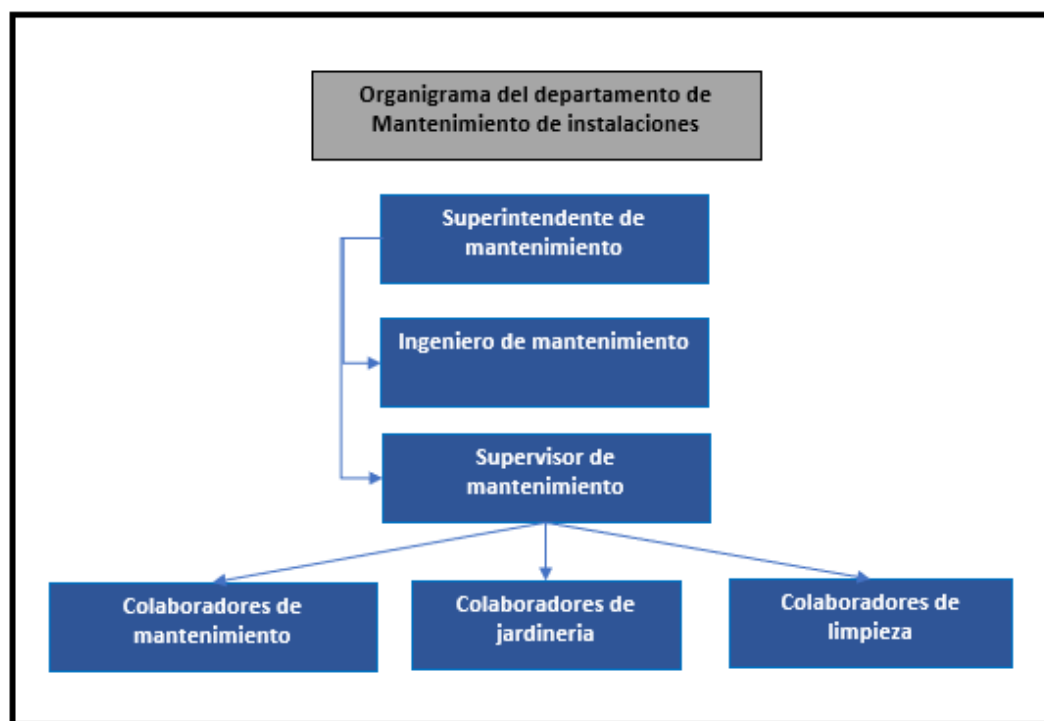 Organigrama del departamento de
Mantenimiento de instalaciones
Superintendente de
mantenimiento
Ingeniero de mantenimiento
Supervisor de
mantenimiento
Colaboradores de
mantenimiento
Colaboradores de
jardineria
Colaboradores de
limpieza